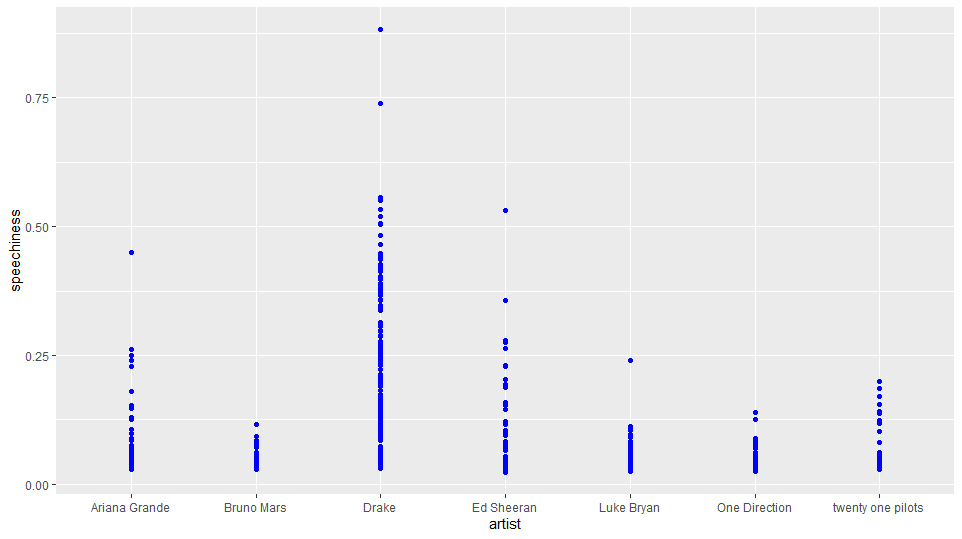 speechiness
0.75
0.50
0.25
0.00
Ariana Grande Bruno Mars Drake Ed Sheeran Luke Bryan One Direction twenty one pilots
artist